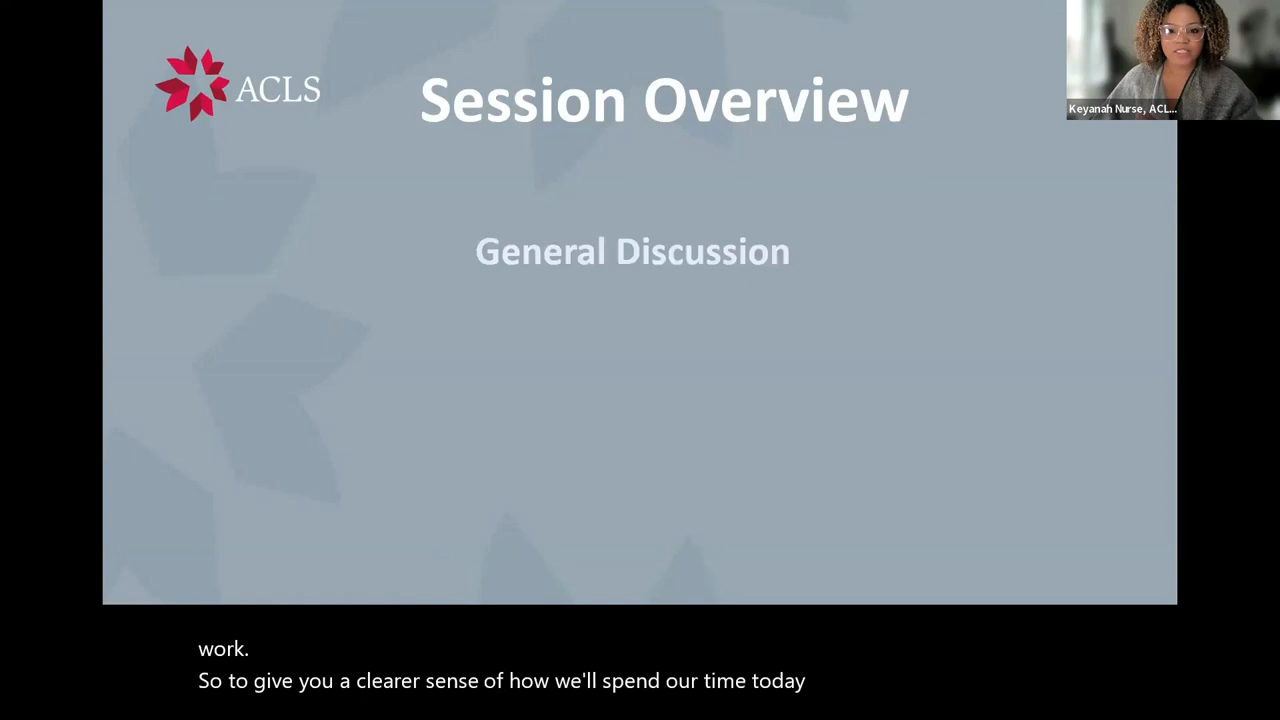 ACLS
Session Overview
Keyanah Nurse, ACL...
General Discussion
work.
So to give you a clearer sense of how we'll spend our time today